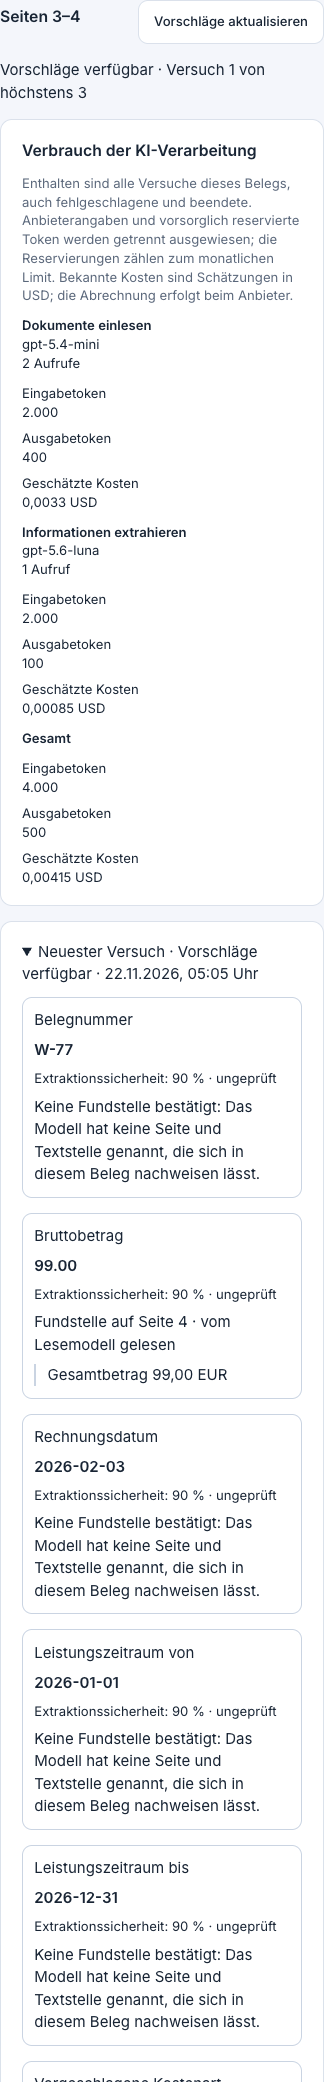 Seiten 3–4
Vorschläge aktualisieren
Vorschläge verfügbar · Versuch 1 von
höchstens 3
Verbrauch der KI-Verarbeitung
Enthalten sind alle Versuche dieses Belegs,
auch fehlgeschlagene und beendete.
Anbieterangaben und vorsorglich reservierte
Token werden getrennt ausgewiesen; die
Reservierungen zählen zum monatlichen
Limit. Bekannte Kosten sind Schätzungen in
USD; die Abrechnung erfolgt beim Anbieter.
Dokumente einlesen
gpt-5.4-mini
2 Aufrufe
Eingabetoken
2.000
Ausgabetoken
400
Geschätzte Kosten
0,0033 USD
Informationen extrahieren
gpt-5.6-luna
1 Aufruf
Eingabetoken
2.000
Ausgabetoken
100
Geschätzte Kosten
0,00085 USD
Gesamt
Eingabetoken
4.000
Ausgabetoken
500
Geschätzte Kosten
0,00415 USD
▼ Neuester Versuch · Vorschläge
verfügbar · 22.11.2026, 05:05 Uhr
Belegnummer
W-77
Extraktionssicherheit: 90 % · ungeprüft
Keine Fundstelle bestätigt: Das
Modell hat keine Seite und
Textstelle genannt, die sich in
diesem Beleg nachweisen lässt.
Bruttobetrag
99.00
Extraktionssicherheit: 90 % · ungeprüft
Fundstelle auf Seite 4 · vom
Lesemodell gelesen
Gesamtbetrag 99,00 EUR
Rechnungsdatum
2026-02-03
Extraktionssicherheit: 90 % · ungeprüft
Keine Fundstelle bestätigt: Das
Modell hat keine Seite und
Textstelle genannt, die sich in
diesem Beleg nachweisen lässt.
Leistungszeitraum von
2026-01-01
Extraktionssicherheit: 90 % · ungeprüft
Keine Fundstelle bestätigt: Das
Modell hat keine Seite und
Textstelle genannt, die sich in
diesem Beleg nachweisen lässt.
Leistungszeitraum bis
2026-12-31
Extraktionssicherheit: 90 % · ungeprüft
Keine Fundstelle bestätigt: Das
Modell hat keine Seite und
Textstelle genannt, die sich in
diesem Beleg nachweisen lässt.